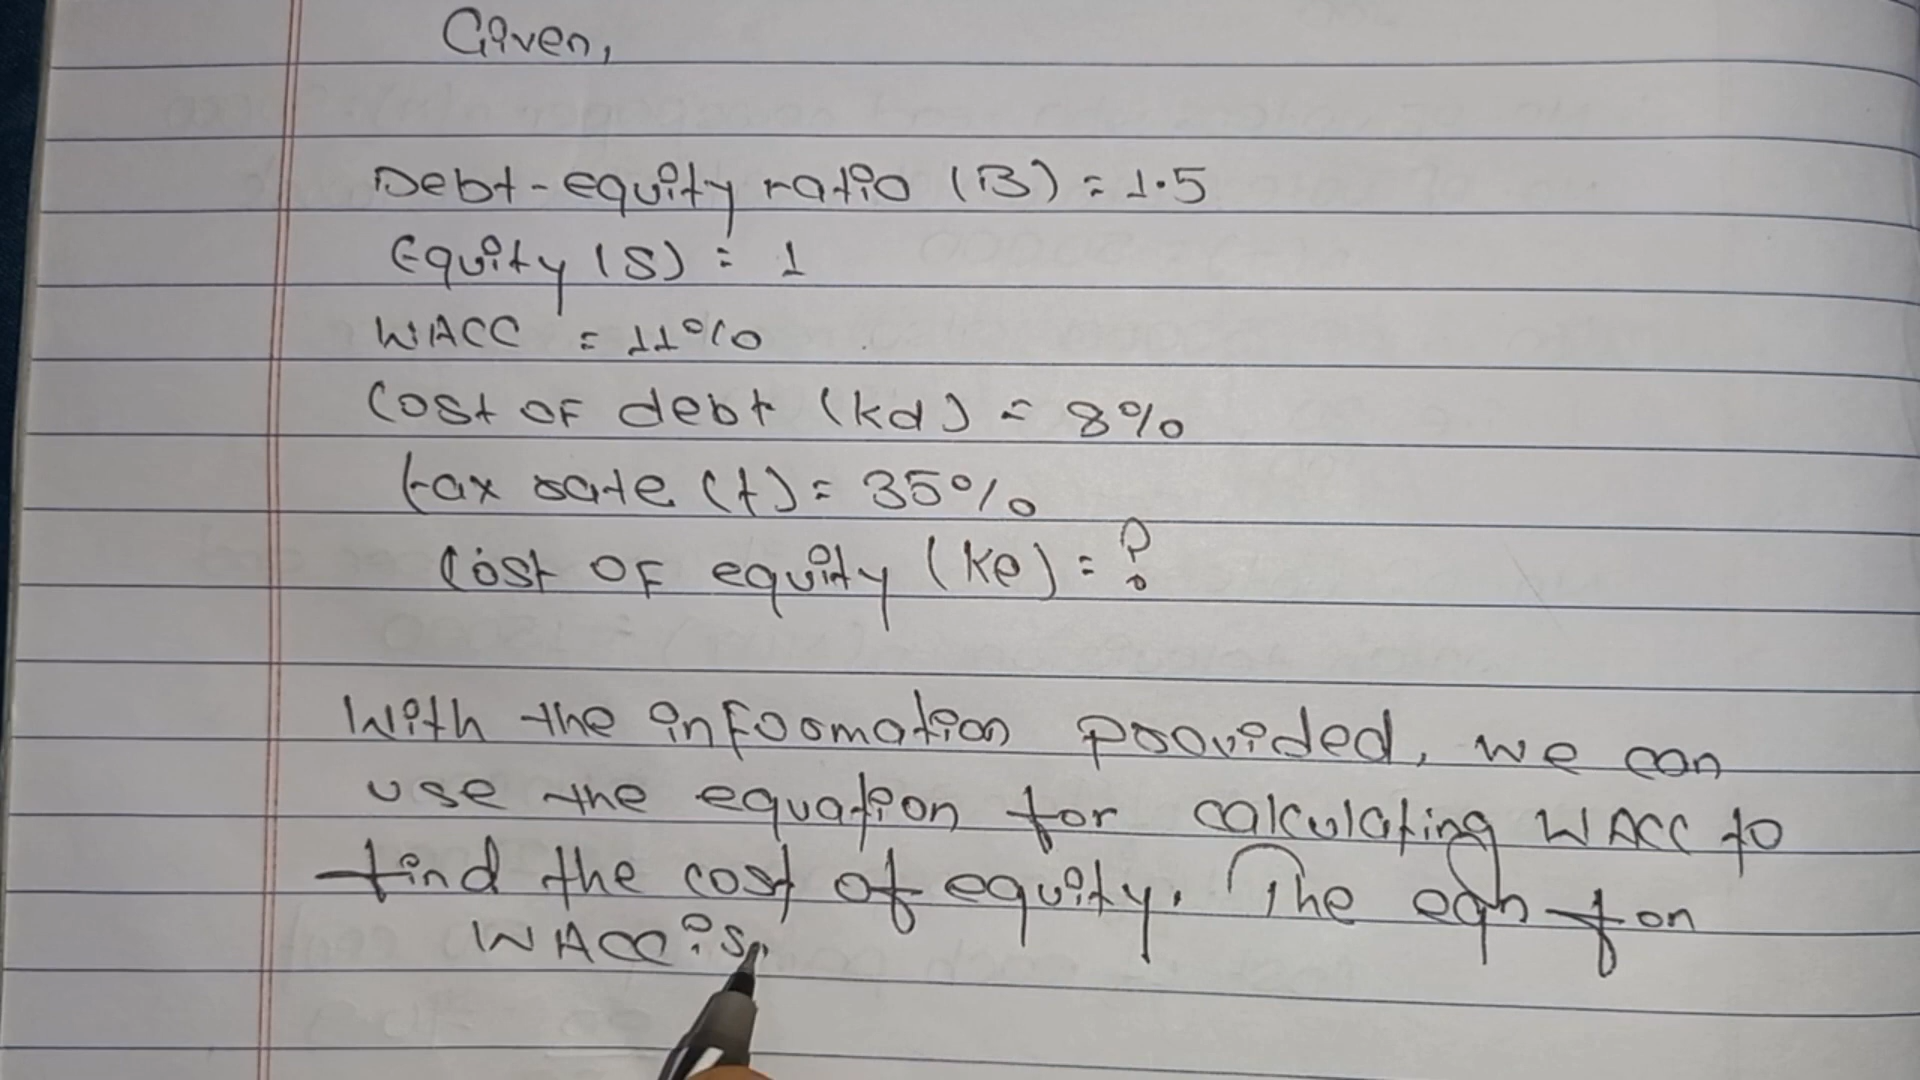 Given,
Debt-equity ratio (B) = 1.5
Equity (S) = 1
WACC = 11%
Cost of debt (kd) = 8%
tax rate (t) = 35%
Cost of equity (ke) = ?
With the information provided, we can
use the equation for calculating WACC to
find the cost of equity. The eqn for
WACC is,